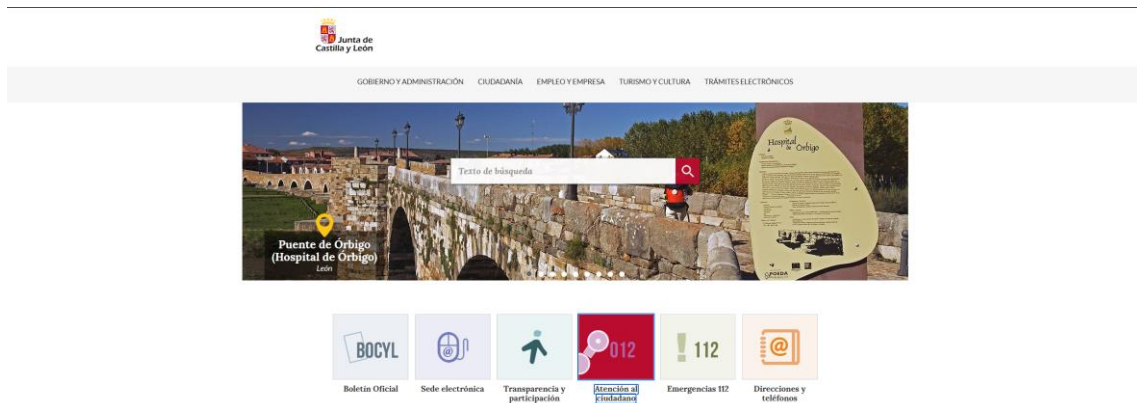 Junta de
Castilla y León
GOBIERNO Y ADMINISTRACIÓN CIUDADANÍA EMPLEO Y EMPRESA TURISMO Y CULTURA TRÁMITES ELECTRÓNICOS
Texto de búsqueda
Hospital
de Órbigo
Puente de Órbigo
(Hospital de Órbigo)
León
BOCYL
@
012
112
@
Boletín Oficial
Sede electrónica
Transparencia y
participación
Atención al
ciudadano
Emergencias 112
Direcciones y
teléfonos